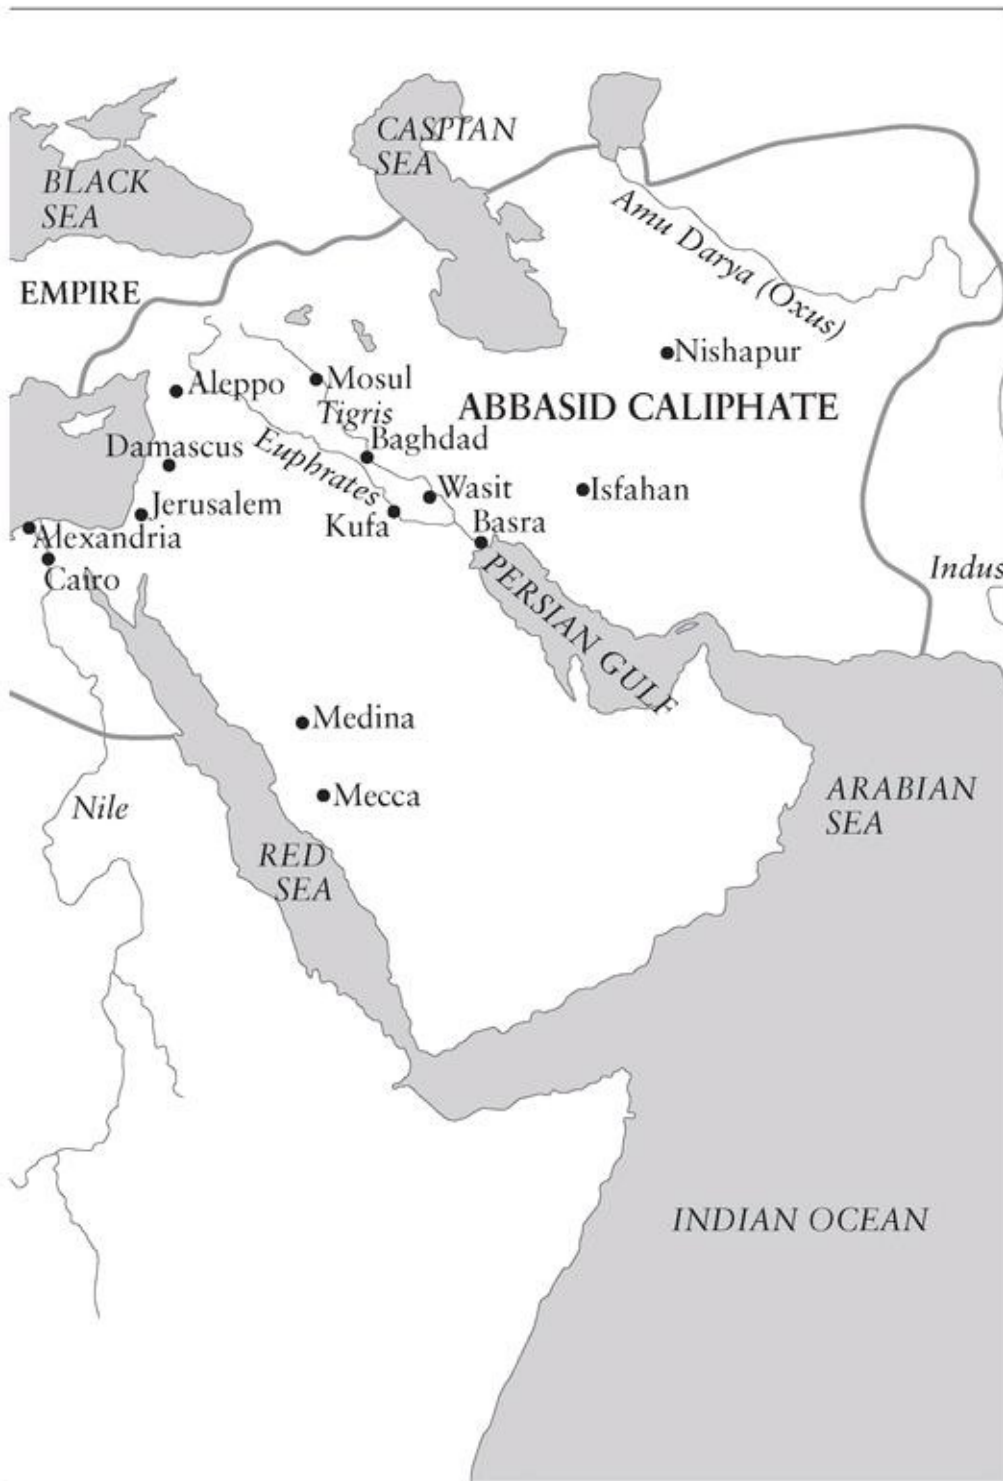 CASPIAN
SEA
BLACK
SEA
Amu Darya (Oxus)
EMPIRE
Nishapur
Aleppo
Mosul
Tigris
ABBASID CALIPHATE
Baghdad
Damascus
Euphrates
Wasit
Isfahan
Jerusalem
Kufa
Basra
Alexandria
Cairo
Indus
PERSIAN GULF
Medina
Mecca
Nile
ARABIAN
SEA
RED
SEA
INDIAN OCEAN